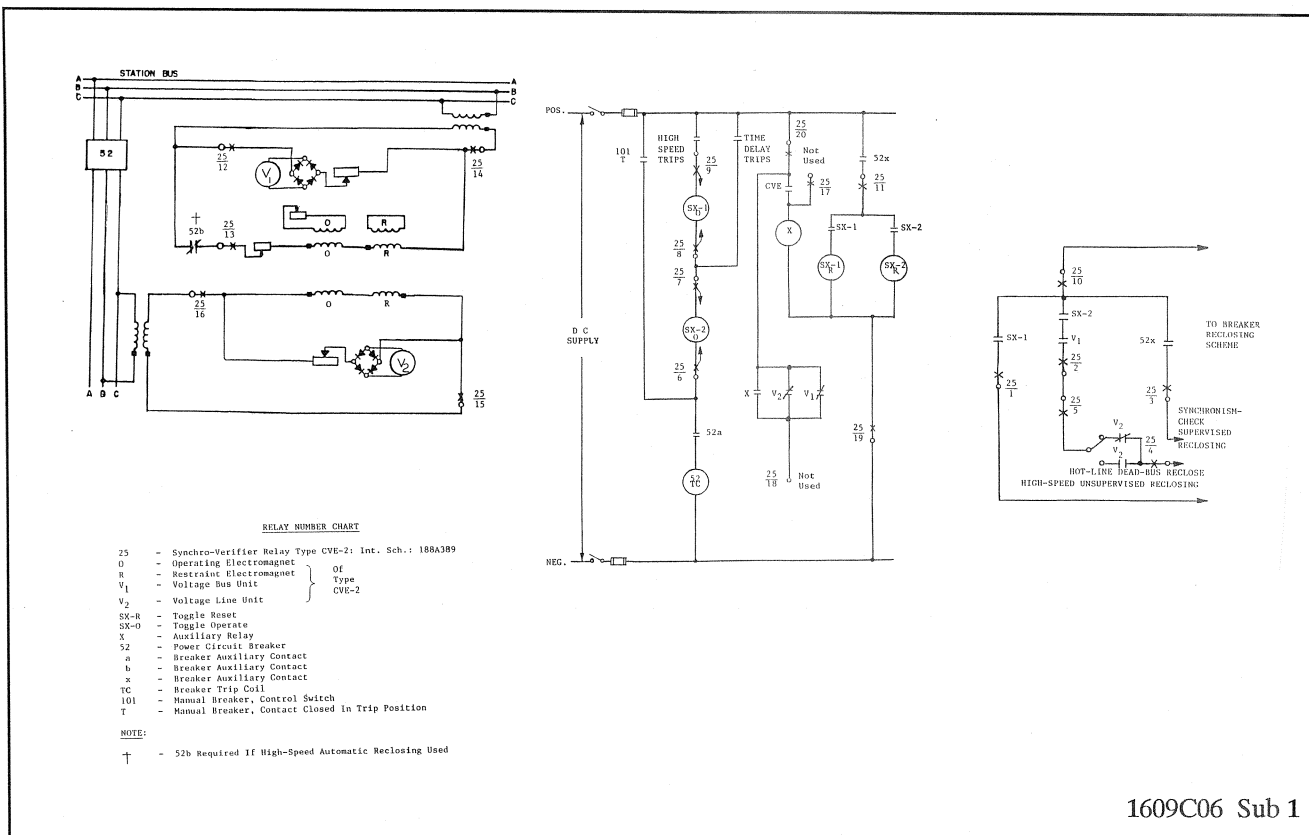 STATION BUS
A
B
C
A
B
C
52
25
12
V1
25
14
†
52b
25
13
O
R
O
R
25
16
O
R
V2
25
15
A B C
POS.
101
T
HIGH
SPEED
TRIPS
25
9
SX-1
O
25
8
25
7
SX-2
O
25
6
52a
52
TC
TIME
DELAY
TRIPS
25
20
Not
Used
CVE
25
17
X
52x
25
11
SX-1
SX-2
SX-1
R
SX-2
R
D C
SUPPLY
X
V2
V1
25
19
25
18
Not
Used
NEG.
25
10
SX-2
SX-1
V1
52x
25
2
25
1
25
5
25
3
V2
V2
25
4
TO BREAKER
RECLOSING
SCHEME
SYNCHRONISM-
CHECK
SUPERVISED
RECLOSING
HOT-LINE DEAD-BUS RECLOSE
HIGH-SPEED UNSUPERVISED RECLOSING
RELAY NUMBER CHART
25 - Synchro-Verifier Relay Type CVE-2: Int. Sch.: 188A389
O - Operating Electromagnet
R - Restraint Electromagnet
V1 - Voltage Bus Unit
V2 - Voltage Line Unit
Of
Type
CVE-2
SX-R - Toggle Reset
SX-O - Toggle Operate
X - Auxiliary Relay
52 - Power Circuit Breaker
a - Breaker Auxiliary Contact
b - Breaker Auxiliary Contact
x - Breaker Auxiliary Contact
TC - Breaker Trip Coil
101 - Manual Breaker, Control Switch
T - Manual Breaker, Contact Closed In Trip Position
NOTE:
† - 52b Required If High-Speed Automatic Reclosing Used
1609C06 Sub 1